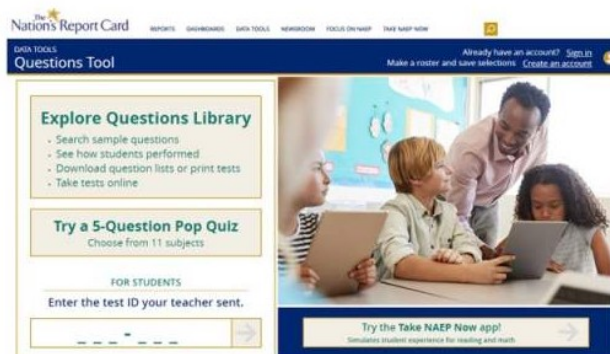 The
Nation's Report Card
REPORTS DASHBOARDS DATA TOOLS NEWSROOM FOCUS ON NAEP TAKE NAEP NOW
DATA TOOLS
Questions Tool
Already have an account? Sign in
Make a roster and save selections Create an account
Explore Questions Library
• Search sample questions
• See how students performed
• Download question lists or print tests
• Take tests online
Try a 5-Question Pop Quiz
Choose from 11 subjects
FOR STUDENTS
Enter the test ID your teacher sent.
_ _ _ - _ _ _
Try the Take NAEP Now app!
Simulates student experience for reading and math